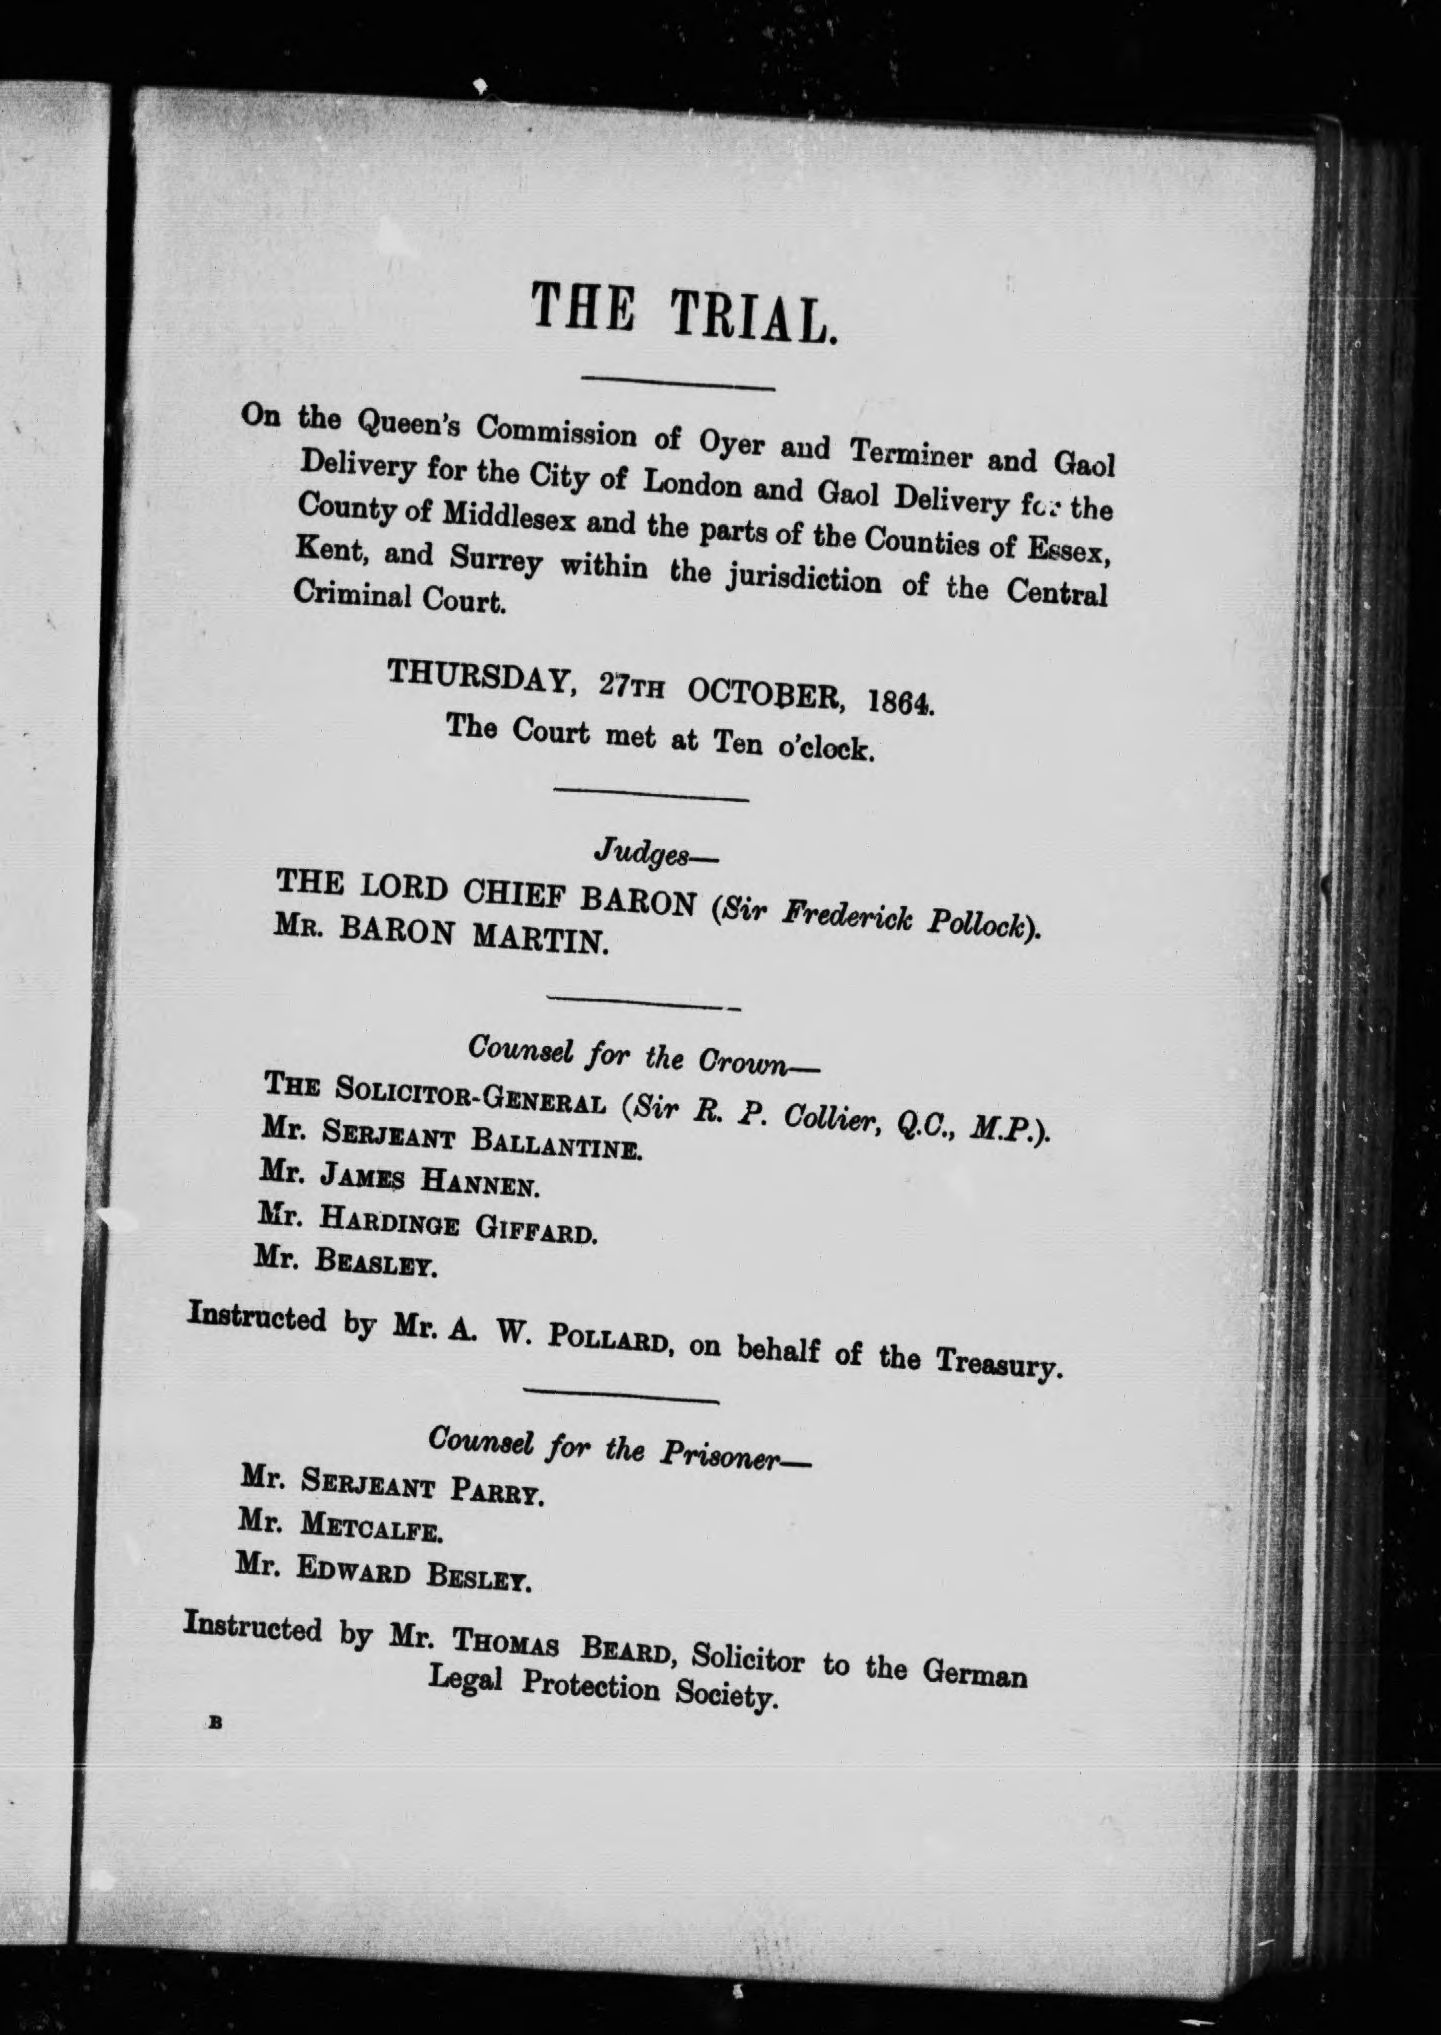 THE TRIAL.
On the Queen's Commission of Oyer and Terminer and Gaol
Delivery for the City of London and Gaol Delivery for the
County of Middlesex and the parts of the Counties of Essex,
Kent, and Surrey within the jurisdiction of the Central
Criminal Court.
THURSDAY, 27TH OCTOBER, 1864.
The Court met at Ten o'clock.
Judges—
THE LORD CHIEF BARON (Sir Frederick Pollock).
MR. BARON MARTIN.
Counsel for the Crown—
THE SOLICITOR-GENERAL (Sir R. P. Collier, Q.C., M.P.).
Mr. SERJEANT BALLANTINE.
Mr. JAMES HANNEN.
Mr. HARDINGE GIFFARD.
Mr. BEASLEY.
Instructed by Mr. A. W. POLLARD, on behalf of the Treasury.
Counsel for the Prisoner—
Mr. SERJEANT PARRY.
Mr. METCALFE.
Mr. EDWARD BESLEY.
Instructed by Mr. THOMAS BEARD, Solicitor to the German
Legal Protection Society.
B